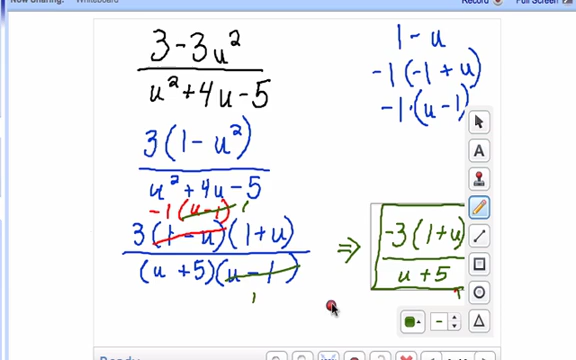 Now sharing: Whiteboard
Record
Full Screen
3 - 3u²
u² + 4u - 5
3(1 - u²)
u² + 4u - 5
-1(u - 1) 1
3(1 - u)(1 + u)
(u + 5)(u - 1)
1
1 - u
-1(-1 + u)
-1·(u - 1)
⇒ -3(1 + u)
u + 5
A
Ready